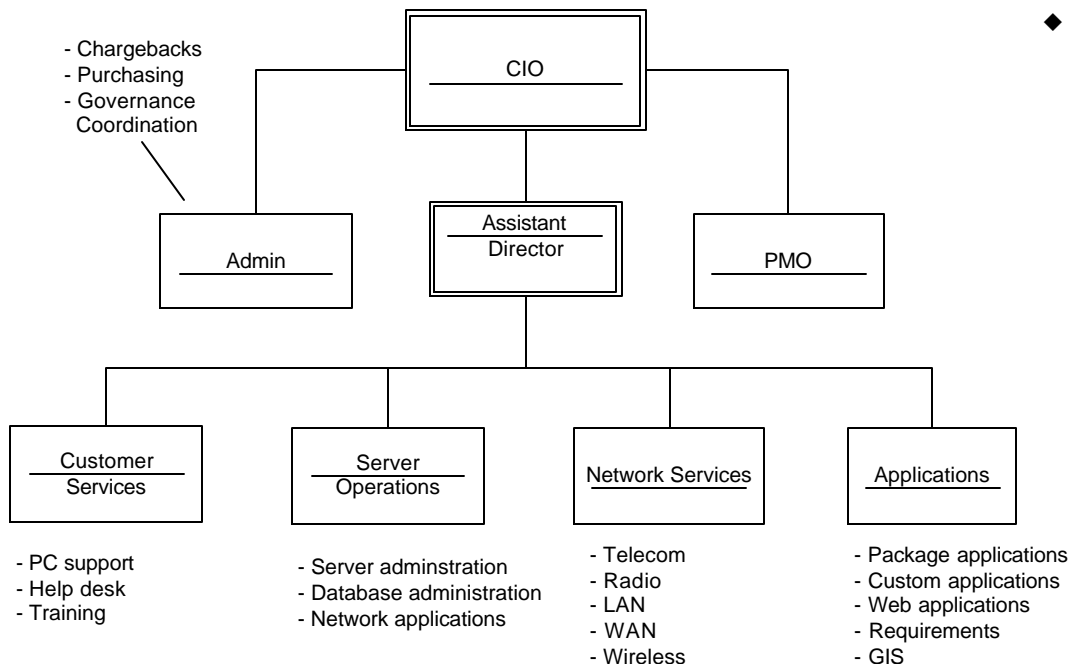 CIO
- Chargebacks
- Purchasing
- Governance
Coordination
Admin
Assistant
Director
PMO
Customer
Services
Server
Operations
Network Services
Applications
- PC support
- Help desk
- Training
- Server adminstration
- Database administration
- Network applications
- Telecom
- Radio
- LAN
- WAN
- Wireless
- Package applications
- Custom applications
- Web applications
- Requirements
- GIS